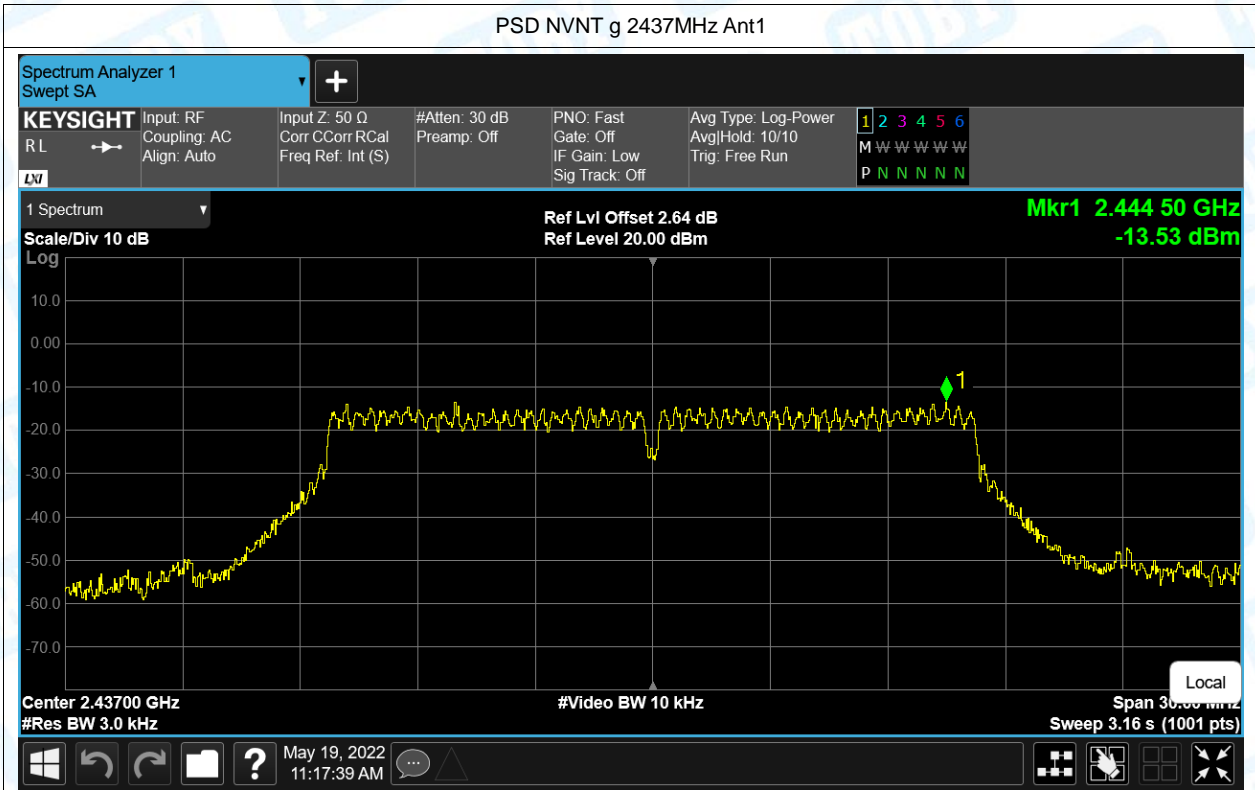 PSD NVNT g 2437MHz Ant1
Spectrum Analyzer 1
Swept SA
KEYSIGHT
RL
LXI
Input: RF
Coupling: AC
Align: Auto
Input Z: 50 Ω
Corr CCorr RCal
Freq Ref: Int (S)
#Atten: 30 dB
Preamp: Off
PNO: Fast
Gate: Off
IF Gain: Low
Sig Track: Off
Avg Type: Log-Power
Avg|Hold: 10/10
Trig: Free Run
1 2 3 4 5 6
M W W W W W
P N N N N N
1 Spectrum
Scale/Div 10 dB
Ref Lvl Offset 2.64 dB
Ref Level 20.00 dBm
Mkr1 2.444 50 GHz
-13.53 dBm
Log
10.0
0.00
-10.0
-20.0
-30.0
-40.0
-50.0
-60.0
-70.0
1
Local
Center 2.43700 GHz
#Res BW 3.0 kHz
#Video BW 10 kHz
Span 30.00 MHz
Sweep 3.16 s (1001 pts)
?
May 19, 2022
11:17:39 AM